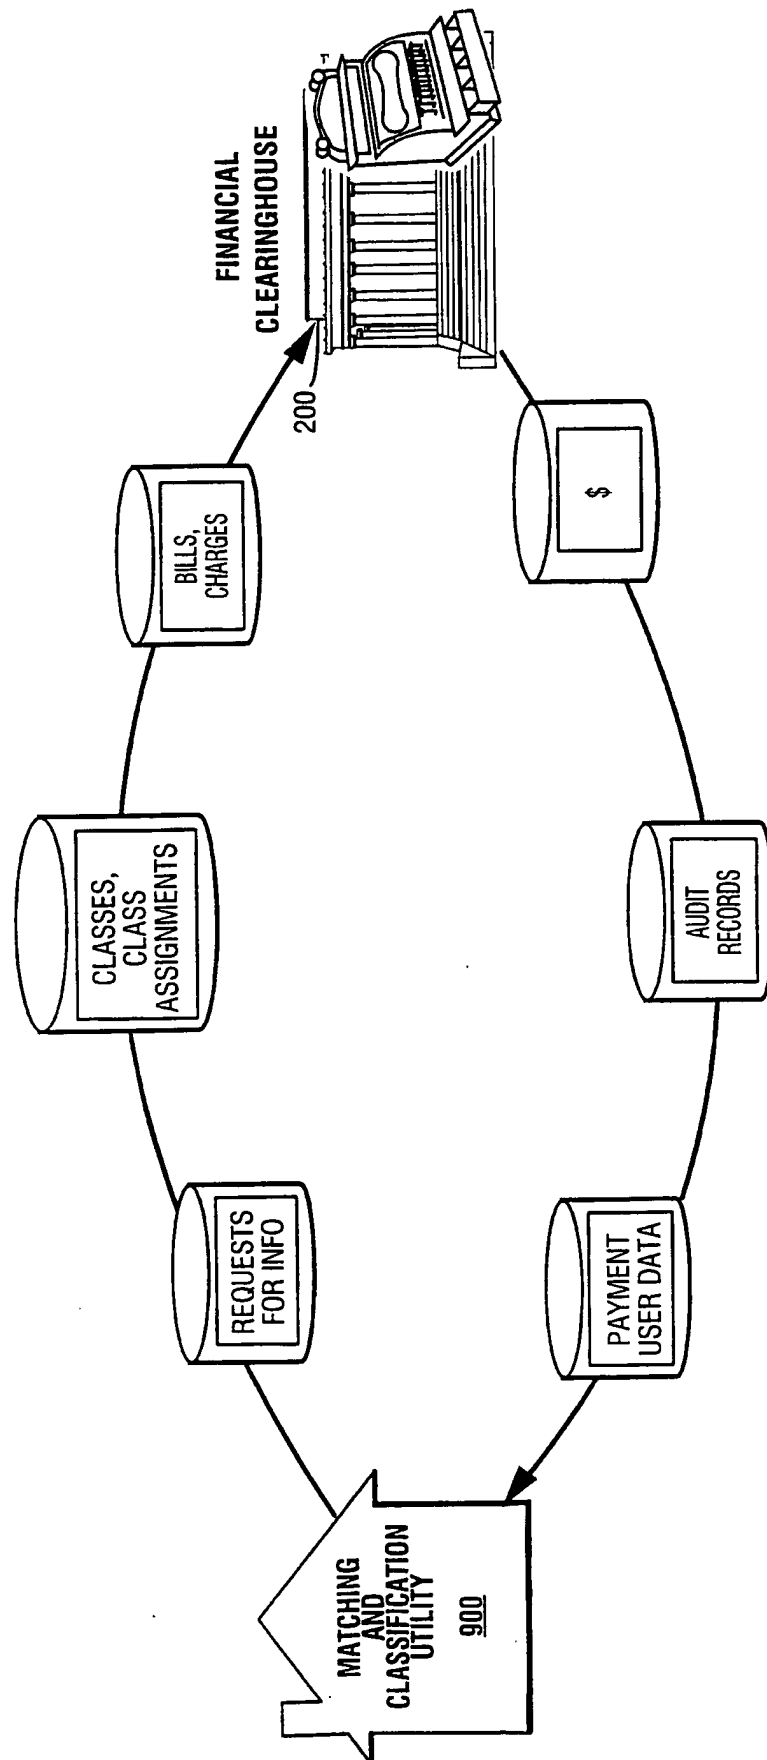 MATCHING
AND
CLASSIFICATION
UTILITY
900
REQUESTS
FOR INFO
CLASSES,
CLASS
ASSIGNMENTS
BILLS,
CHARGES
200
FINANCIAL
CLEARINGHOUSE
$
AUDIT
RECORDS
PAYMENT
USER DATA